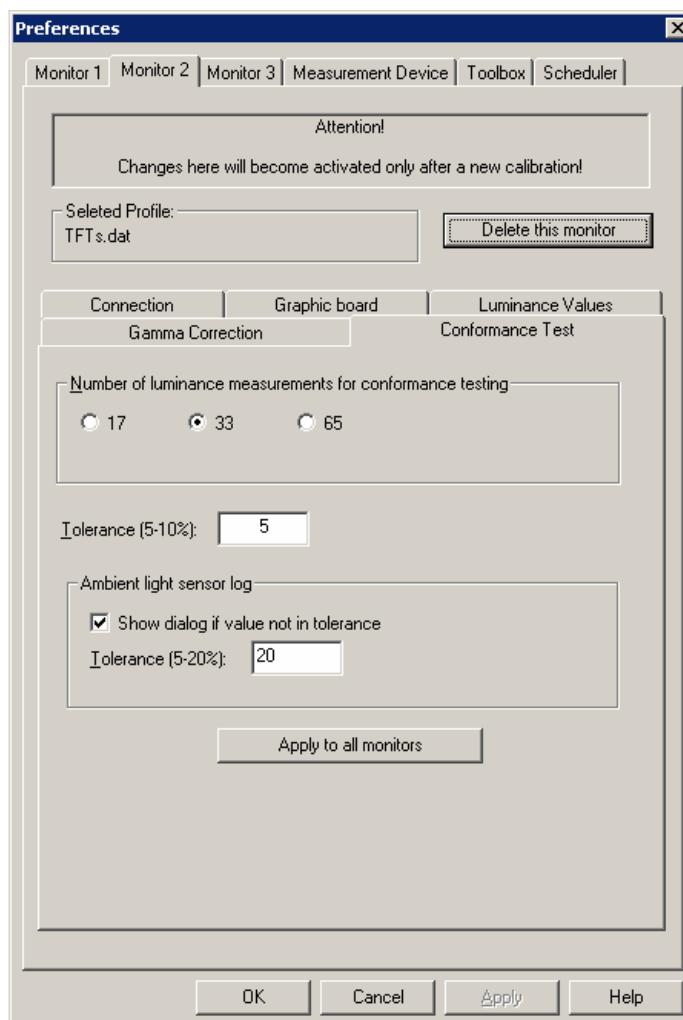 Preferences
Monitor 1 Monitor 2 Monitor 3 Measurement Device Toolbox Scheduler
Attention!
Changes here will become activated only after a new calibration!
Seleted Profile:
TFTs.dat
Delete this monitor
Connection Graphic board Luminance Values
Gamma Correction Conformance Test
Number of luminance measurements for conformance testing
17 33 65
Tolerance (5-10%): 5
Ambient light sensor log
Show dialog if value not in tolerance
Tolerance (5-20%): 20
Apply to all monitors
OK Cancel Apply Help